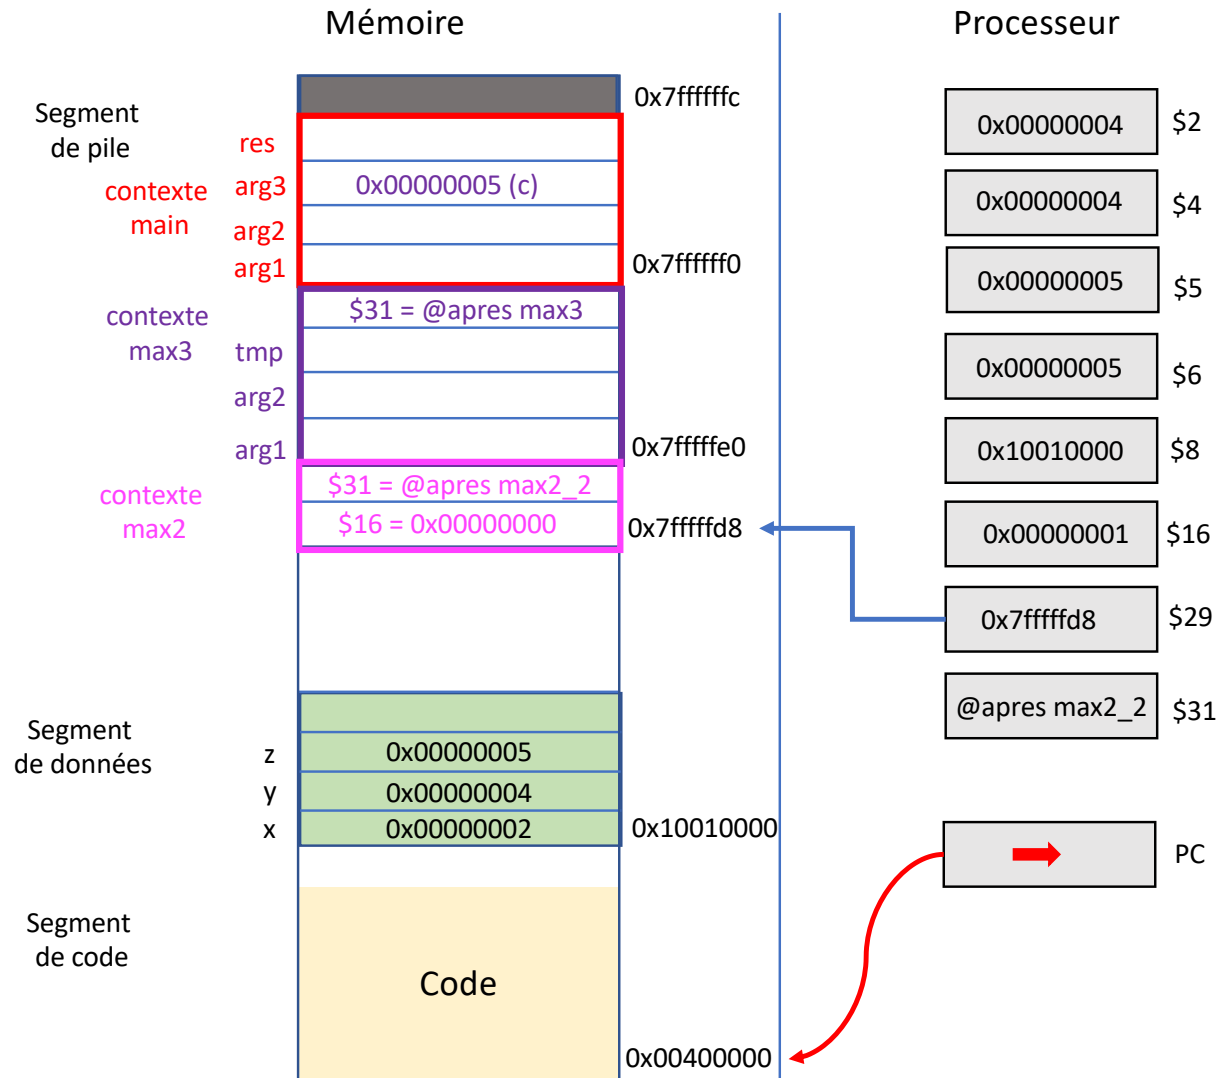 Mémoire
Processeur
0x7ffffffc
Segment
de pile
res
contexte
main
arg3
0x00000005 (c)
arg2
arg1
0x7ffffff0
contexte
max3
$31 = @apres max3
tmp
arg2
arg1
0x7fffffe0
contexte
max2
$31 = @apres max2_2
$16 = 0x00000000
0x7fffffd8
Segment
de données
z
0x00000005
y
0x00000004
x
0x00000002
0x10010000
Segment
de code
Code
0x00400000
0x00000004
$2
0x00000004
$4
0x00000005
$5
0x00000005
$6
0x10010000
$8
0x00000001
$16
0x7fffffd8
$29
@apres max2_2
$31
PC